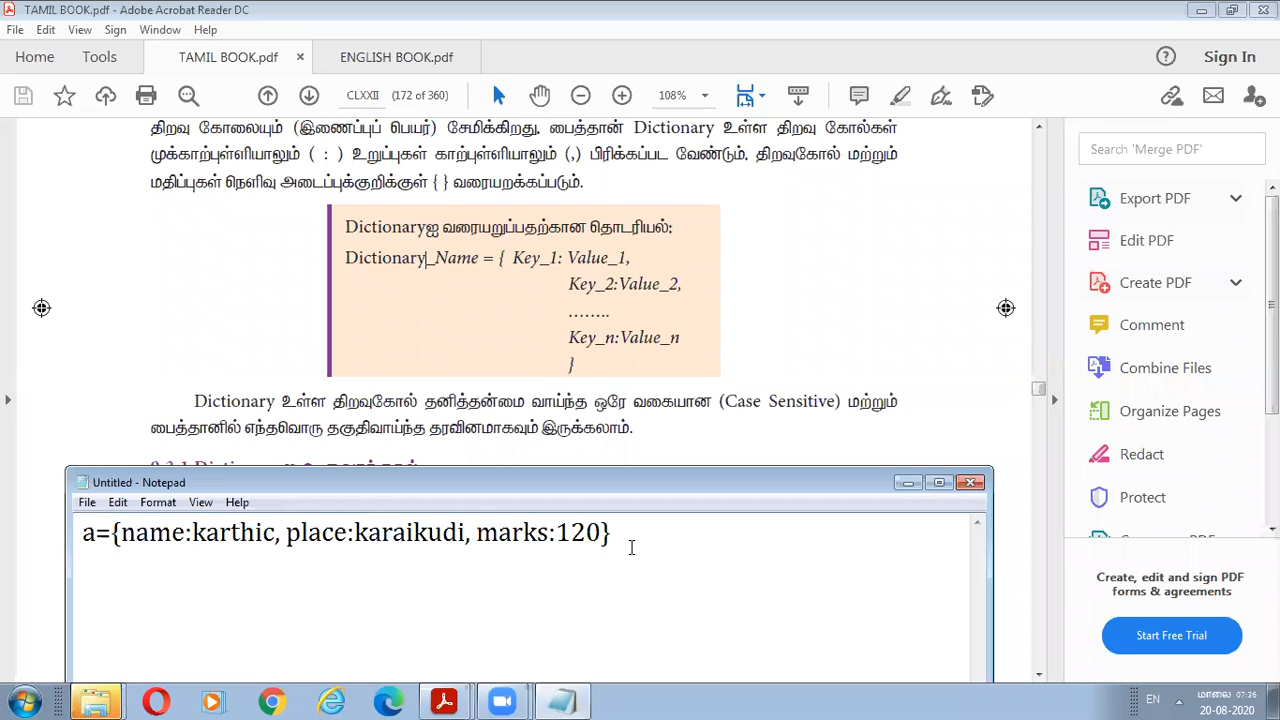 TAMIL BOOK.pdf - Adobe Acrobat Reader DC
File Edit View Sign Window Help
Home Tools TAMIL BOOK.pdf × ENGLISH BOOK.pdf Sign In
CLXXII (172 of 360) 108%
திறவு கோலையும் (இணைப்புப் பெயர்) சேமிக்கிறது. பைத்தான் Dictionary உள்ள திறவு கோல்கள்
முக்காற்புள்ளியாலும் ( : ) உறுப்புகள் காற்புள்ளியாலும் (,) பிரிக்கப்பட வேண்டும். திறவுகோல் மற்றும்
மதிப்புகள் நெளிவு அடைப்புக்குறிக்குள் { } வரையறக்கப்படும்.
Dictionaryஐ வரையறுப்பதற்கான தொடரியல்:
Dictionary_Name = { Key_1: Value_1,
Key_2:Value_2,
……..
Key_n:Value_n
}
Dictionary உள்ள திறவுகோல் தனித்தன்மை வாய்ந்த ஒரே வகையான (Case Sensitive) மற்றும்
பைத்தானில் எந்தவொரு தகுதிவாய்ந்த தரவினமாகவும் இருக்கலாம்.
Search 'Merge PDF'
Export PDF
Edit PDF
Create PDF
Comment
Combine Files
Organize Pages
Redact
Protect
Create, edit and sign PDF
forms & agreements
Start Free Trial
Untitled - Notepad
File Edit Format View Help
a={name:karthic, place:karaikudi, marks:120}
EN
மாலை 07:26
20-08-2020